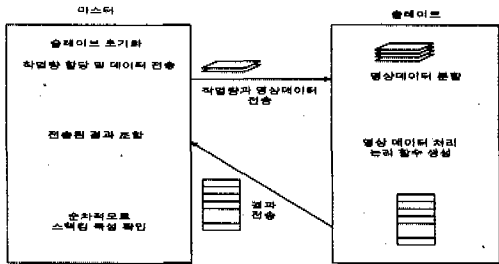 마스터
슬레이브 초기화
작업량 할당 및 데이터 전송
전송된 결과 조합
순차적으로
스택킹 특성 확인
작업량과 영상데이터
전송
결과
전송
슬레이브
영상데이터 분할
영상 데이터 처리
논리 함수 생성